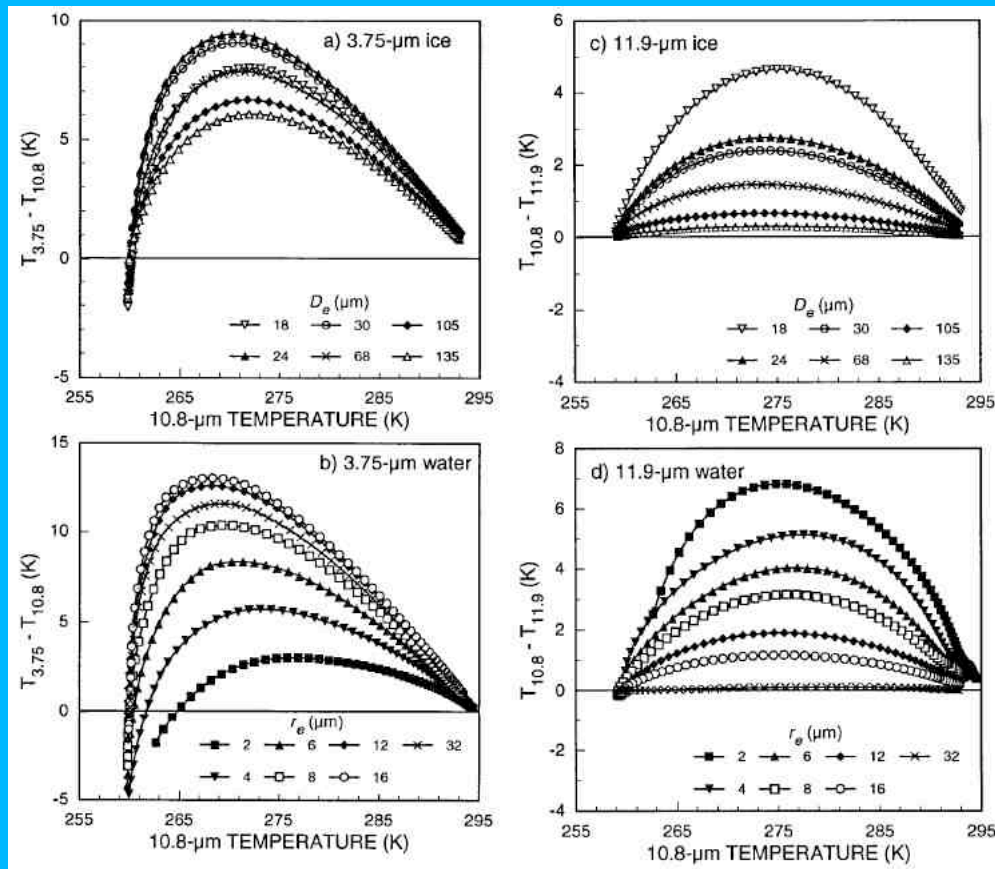 a) 3.75-µm ice
10
5
0
-5
T3.75 - T10.8 (K)
De (µm)
18 30 105
24 68 135
255 265 275 285 295
10.8-µm TEMPERATURE (K)
c) 11.9-µm ice
6
4
2
0
-2
-4
T10.8 - T11.9 (K)
De (µm)
18 30 105
24 68 135
255 265 275 285 295
10.8-µm TEMPERATURE (K)
b) 3.75-µm water
15
10
5
0
-5
T3.75 - T10.8 (K)
re (µm)
2 6 12 32
4 8 16
255 265 275 285 295
10.8-µm TEMPERATURE (K)
d) 11.9-µm water
8
6
4
2
0
-2
-4
T10.8 - T11.9 (K)
re (µm)
2 6 12 32
4 8 16
255 265 275 285 295
10.8-µm TEMPERATURE (K)